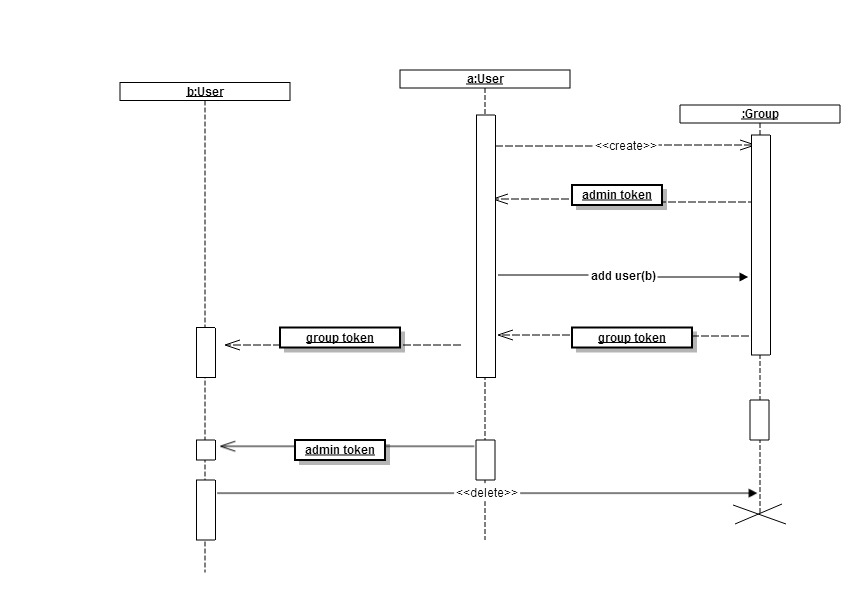 a:User
b:User
:Group
<<create>>
admin token
add user(b)
group token
group token
admin token
<<delete>>